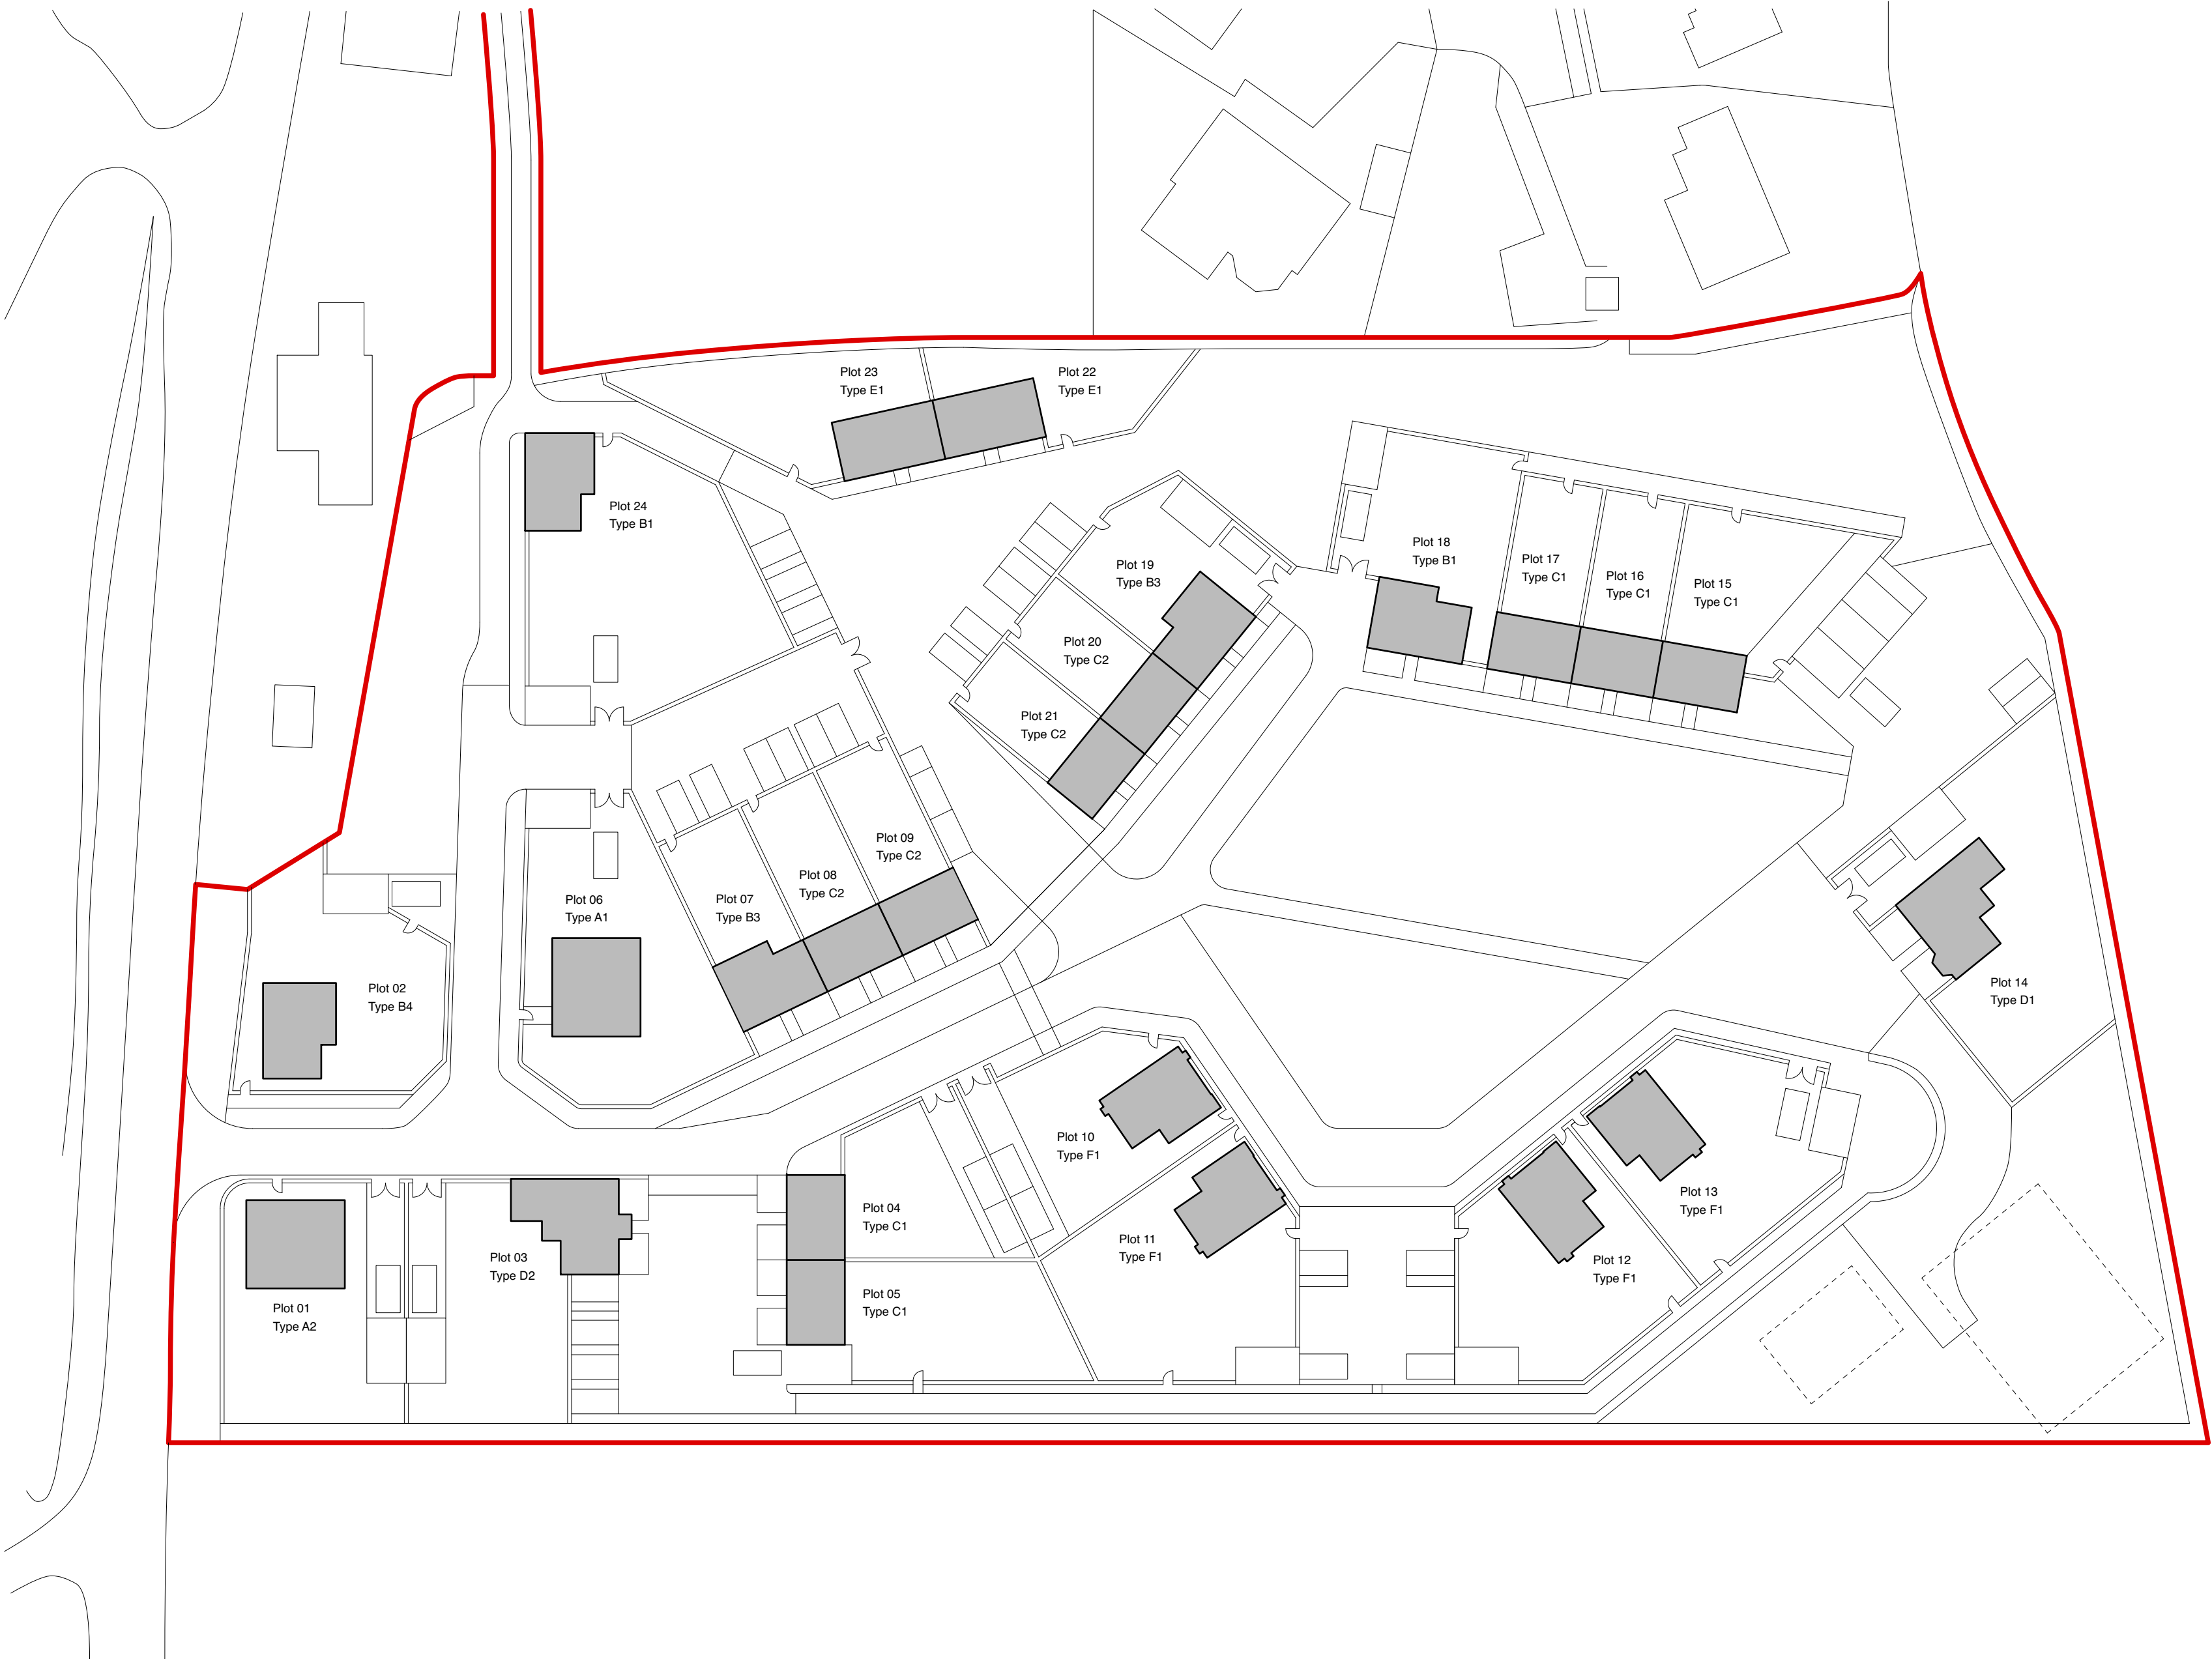 Plot 23
Type E1
Plot 22
Type E1
Plot 24
Type B1
Plot 19
Type B3
Plot 18
Type B1
Plot 17
Type C1
Plot 16
Type C1
Plot 15
Type C1
Plot 20
Type C2
Plot 21
Type C2
Plot 09
Type C2
Plot 08
Type C2
Plot 07
Type B3
Plot 06
Type A1
Plot 02
Type B4
Plot 14
Type D1
Plot 10
Type F1
Plot 13
Type F1
Plot 04
Type C1
Plot 11
Type F1
Plot 03
Type D2
Plot 12
Type F1
Plot 05
Type C1
Plot 01
Type A2